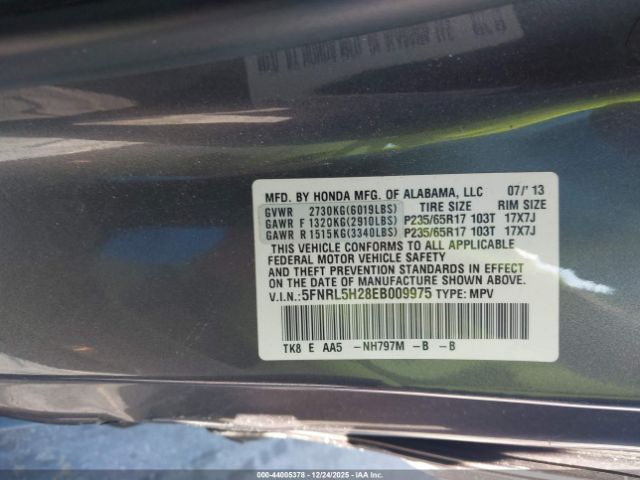 MFD. BY HONDA MFG. OF ALABAMA, LLC 07/'13
GVWR 2730KG(6019LBS) TIRE SIZE RIM SIZE
GAWR F 1320KG(2910LBS) P235/65R17 103T 17X7J
GAWR R 1515KG(3340LBS) P235/65R17 103T 17X7J
THIS VEHICLE CONFORMS TO ALL APPLICABLE
FEDERAL MOTOR VEHICLE SAFETY
AND THEFT PREVENTION STANDARDS IN EFFECT
ON THE DATE OF MANUFACTURE SHOWN ABOVE.
V.I.N.:5FNRL5H28EB009975 TYPE: MPV
TK8 E AA5 -NH797M -B -B
000-44005378 - 12/24/2025 - IAAI.COM